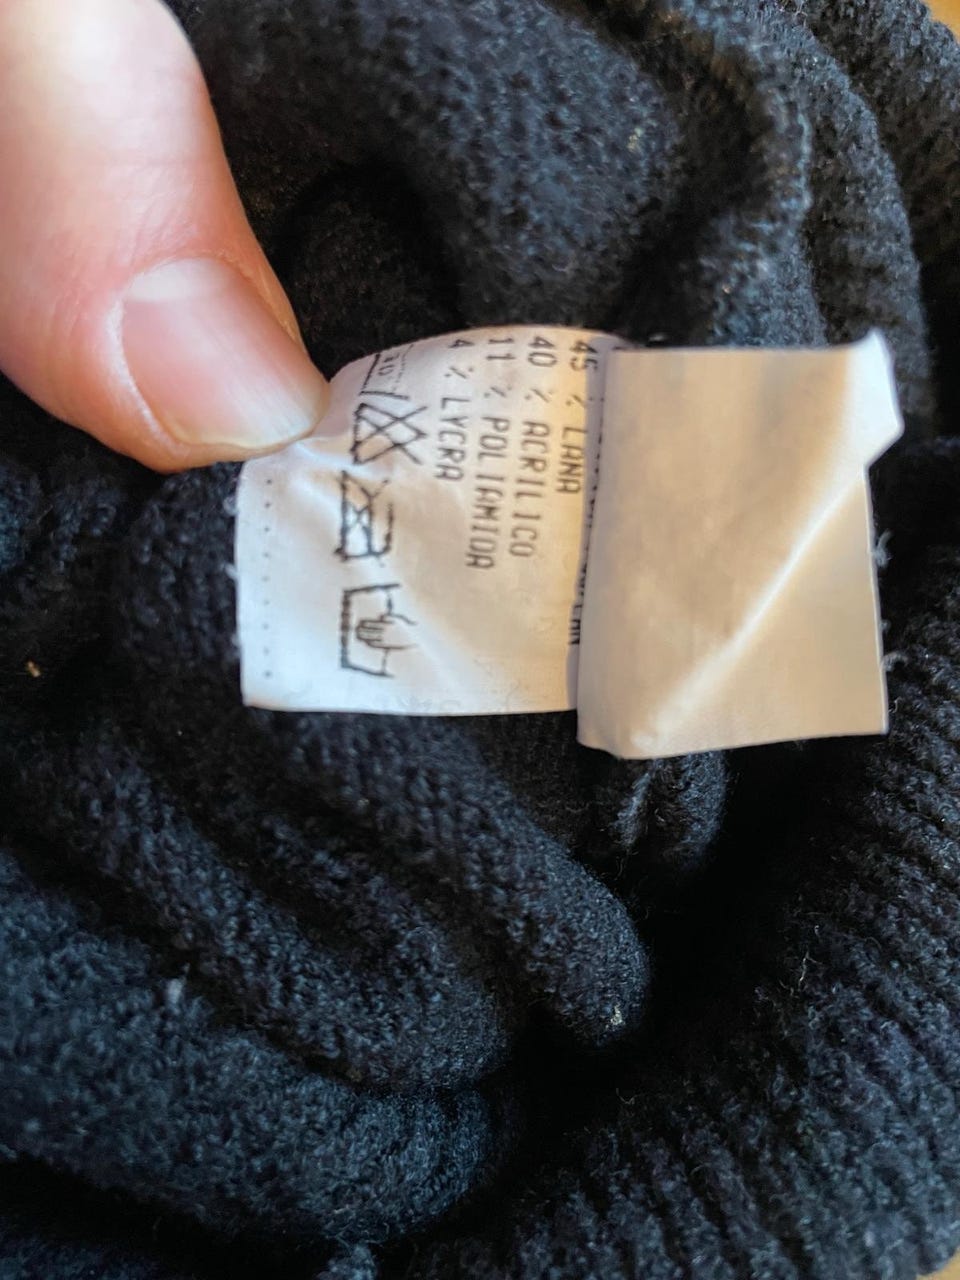 45 % LANA
40 % ACRILICO
11 % POLIAMIDA
4 % LYCRA